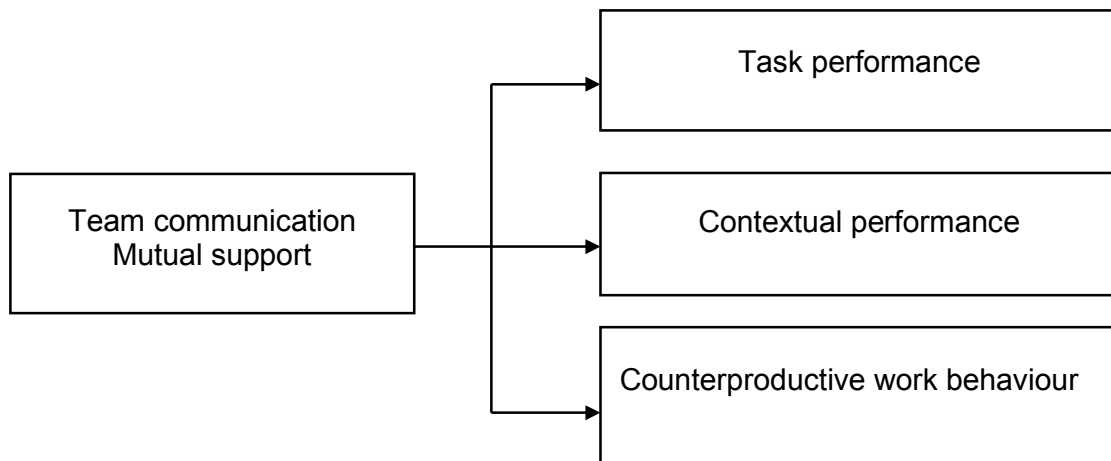 Task performance
Team communication
Mutual support
Contextual performance
Counterproductive work behaviour